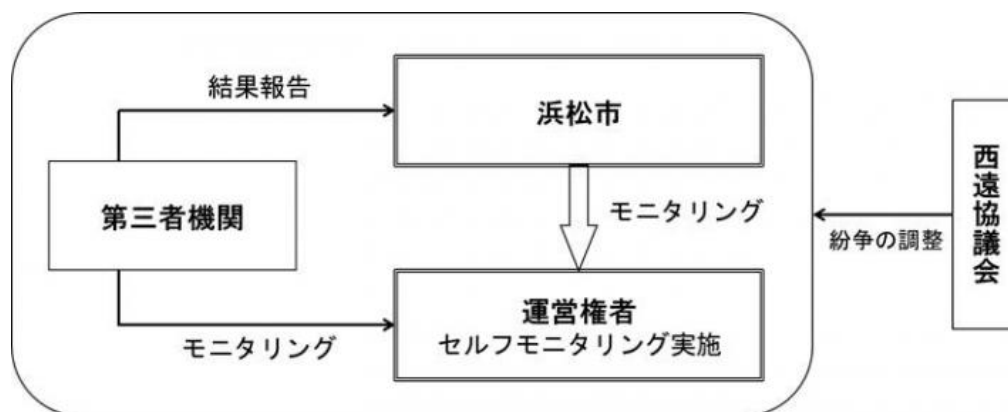 結果報告
浜松市
第三者機関
モニタリング
西遠協議会
紛争の調整
運営権者
セルフモニタリング実施
モニタリング